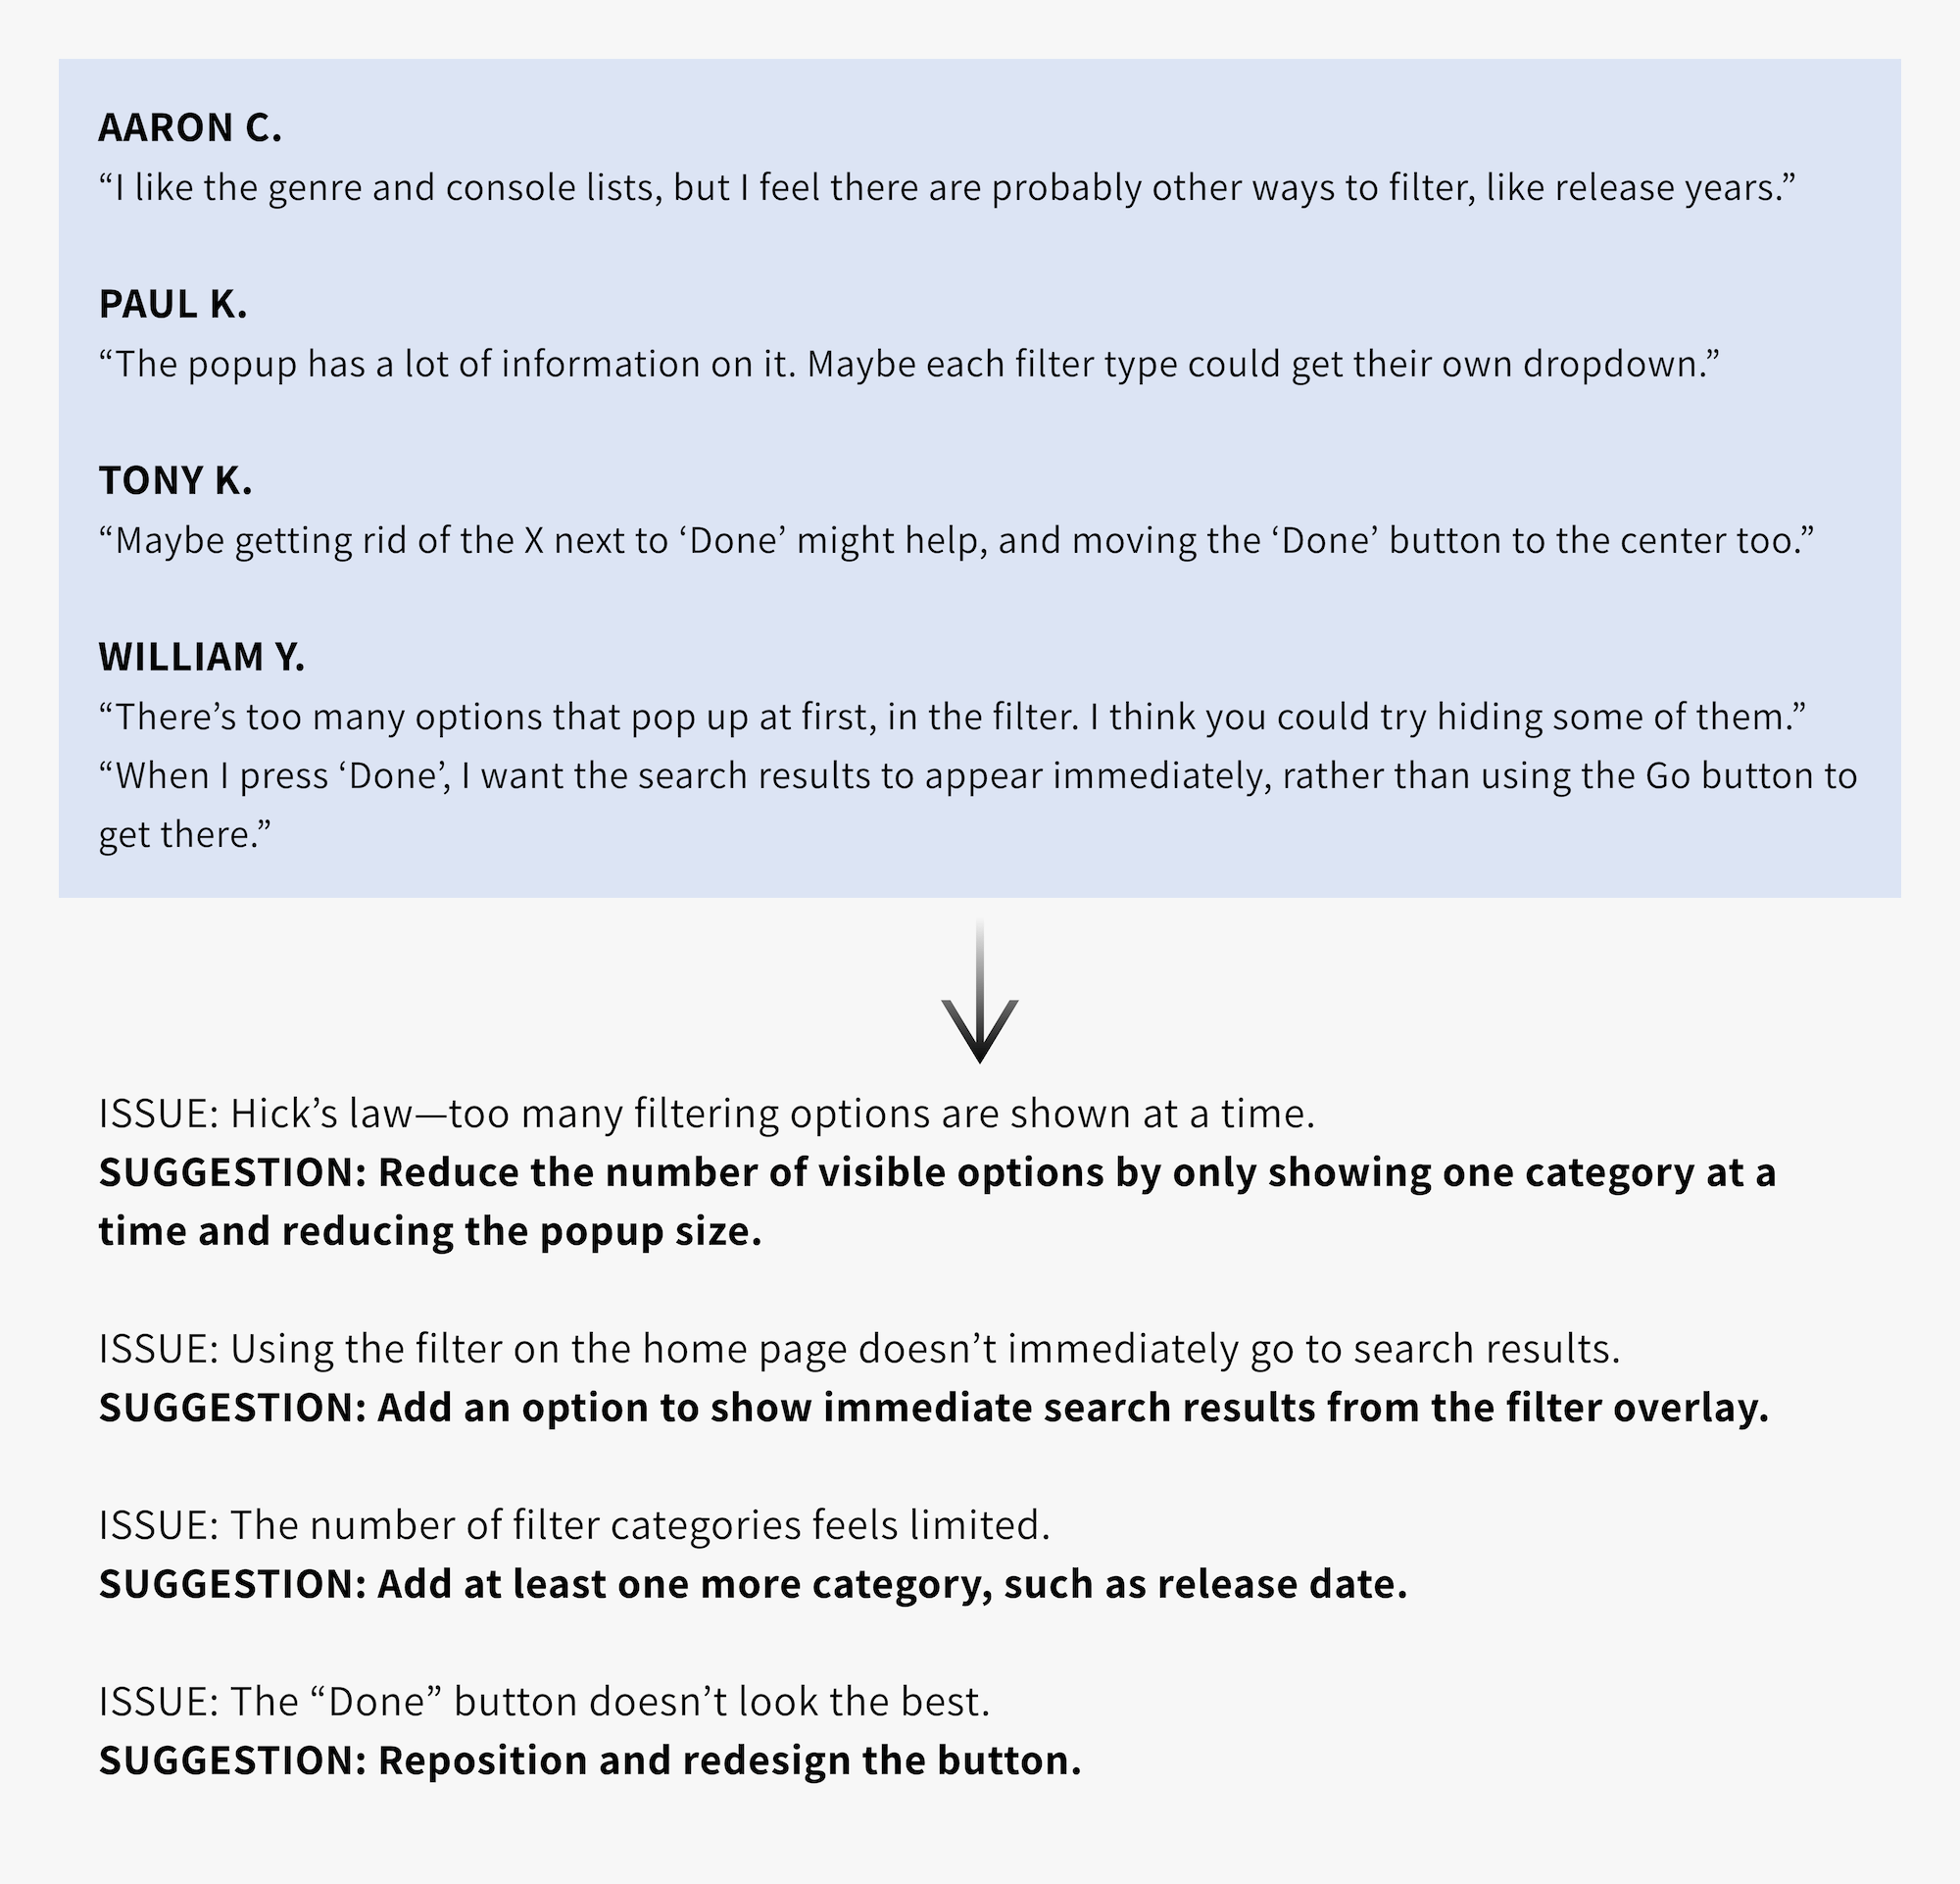 AARON C.
“I like the genre and console lists, but I feel there are probably other ways to filter, like release years.”
PAUL K.
“The popup has a lot of information on it. Maybe each filter type could get their own dropdown.”
TONY K.
“Maybe getting rid of the X next to ‘Done’ might help, and moving the ‘Done’ button to the center too.”
WILLIAM Y.
“There’s too many options that pop up at first, in the filter. I think you could try hiding some of them.”
“When I press ‘Done’, I want the search results to appear immediately, rather than using the Go button to
get there.”
ISSUE: Hick’s law—too many filtering options are shown at a time.
SUGGESTION: Reduce the number of visible options by only showing one category at a
time and reducing the popup size.
ISSUE: Using the filter on the home page doesn’t immediately go to search results.
SUGGESTION: Add an option to show immediate search results from the filter overlay.
ISSUE: The number of filter categories feels limited.
SUGGESTION: Add at least one more category, such as release date.
ISSUE: The “Done” button doesn’t look the best.
SUGGESTION: Reposition and redesign the button.